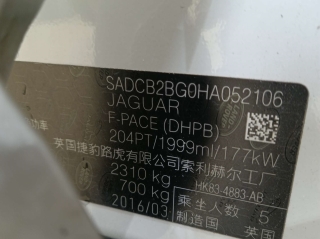 SADCB2BG0HA052106
JAGUAR
F-PACE (DHPB)
204PT/1999ml/177kW
英国捷豹路虎有限公司索利赫尔工厂
2310 kg
HK83-4883-AB
700 kg
乘坐人数 5
2016/03
制造国 英国